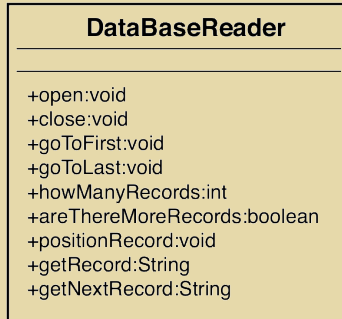 DataBaseReader
+open:void
+close:void
+goToFirst:void
+goToLast:void
+howManyRecords:int
+areThereMoreRecords:boolean
+positionRecord:void
+getRecord:String
+getNextRecord:String